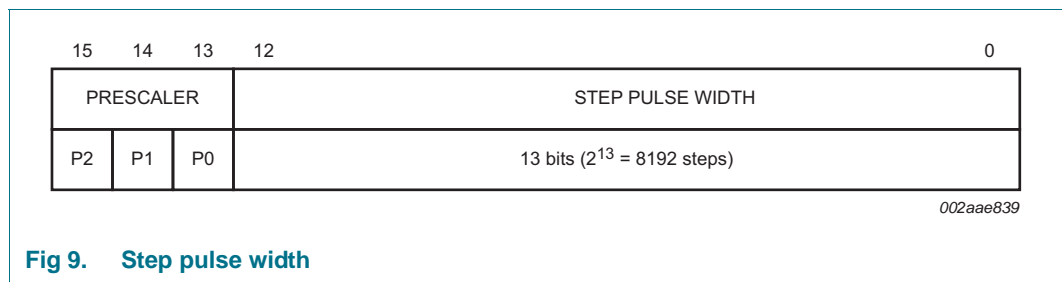 15 14 13 12 0
PRESCALER STEP PULSE WIDTH
P2 P1 P0 13 bits (2^13 = 8192 steps)
002aae839
Fig 9. Step pulse width